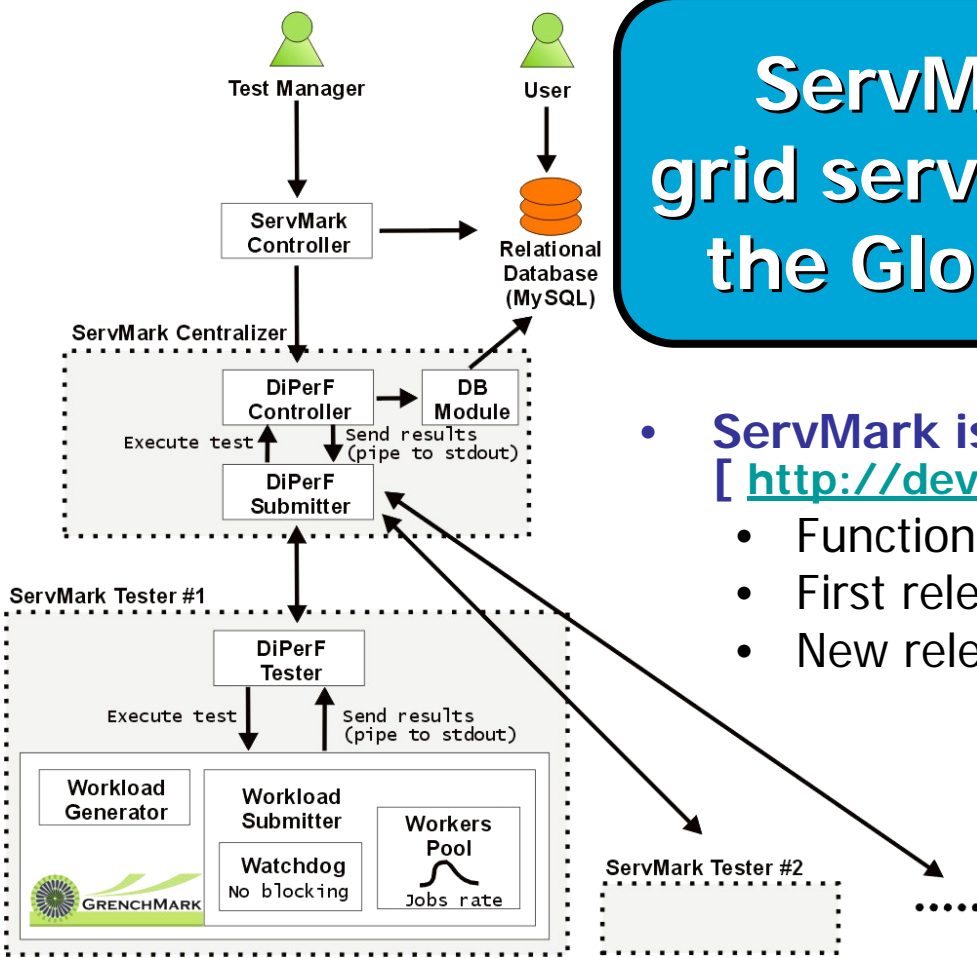 Test Manager
User
ServMark
Controller
Relational
Database
(MySQL)
ServMark Centralizer
DiPerF
Controller
DB
Module
Execute test
Send results
(pipe to stdout)
DiPerF
Submitter
ServMark Tester #1
DiPerF
Tester
Execute test
Send results
(pipe to stdout)
Workload
Generator
GRENCHMARK
Workload
Submitter
Watchdog
No blocking
Workers
Pool
Jobs rate
ServMark Tester #2
......
ServM
grid serv
the Glo
• ServMark is
[ http://dev
• Function
• First rele
• New rele